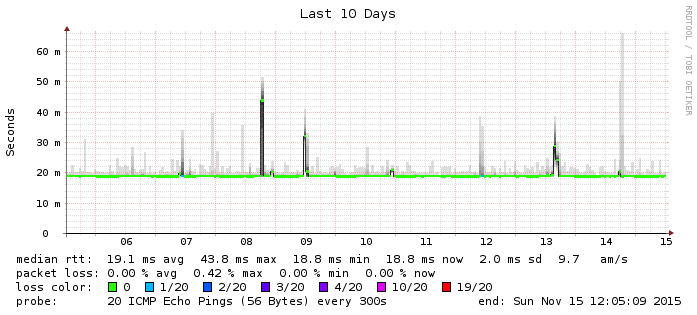 Last 10 Days
RRDTOOL / TOBI OETIKER
Seconds
60 m
50 m
40 m
30 m
20 m
10 m
0
06 07 08 09 10 11 12 13 14 15
median rtt: 19.1 ms avg 43.8 ms max 18.8 ms min 18.8 ms now 2.0 ms sd 9.7 am/s
packet loss: 0.00 % avg 0.42 % max 0.00 % min 0.00 % now
loss color: 0 1/20 2/20 3/20 4/20 10/20 19/20
probe: 20 ICMP Echo Pings (56 Bytes) every 300s end: Sun Nov 15 12:05:09 2015